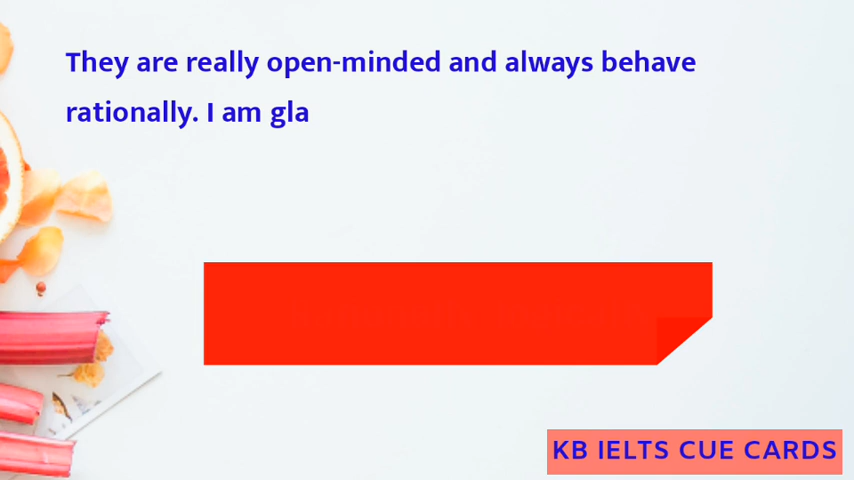 They are really open-minded and always behave
rationally. I am gla
KB IELTS CUE CARDS